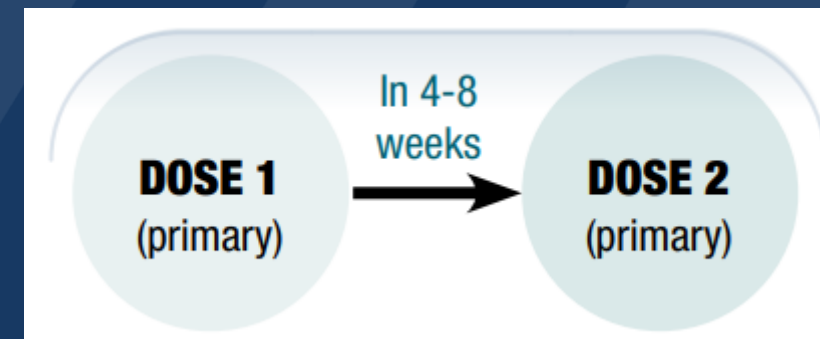 In 4-8
weeks
DOSE 1
(primary)
DOSE 2
(primary)